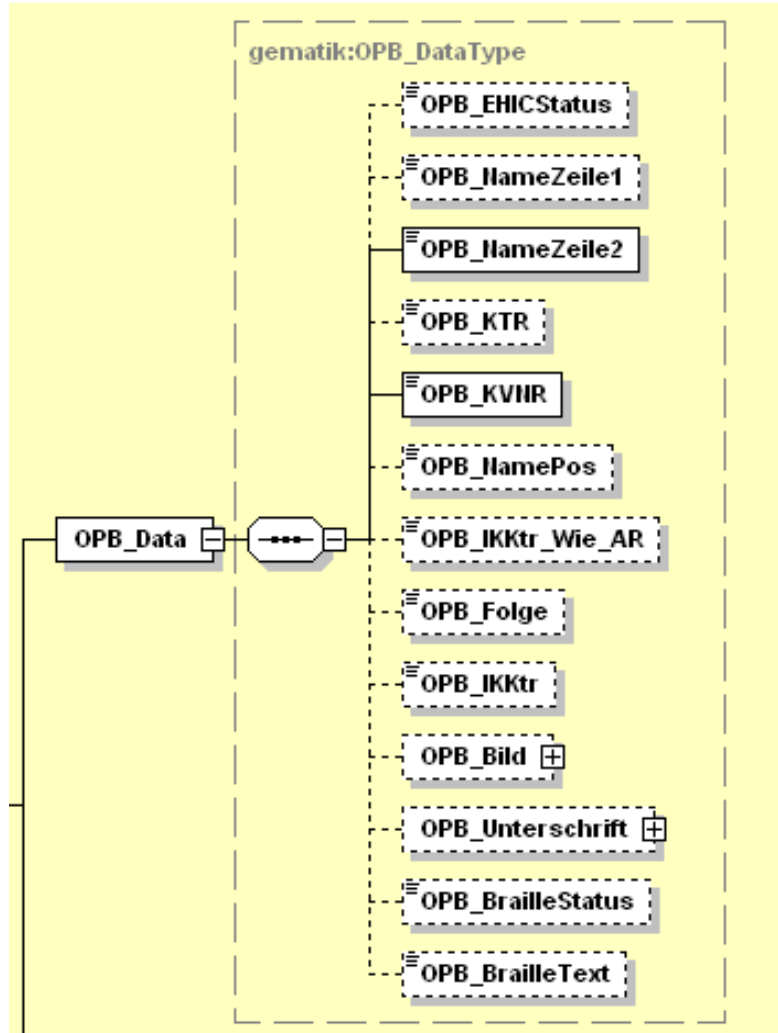 gematik:OPB_DataType
OPB_EHICStatus
OPB_NameZeile1
OPB_NameZeile2
OPB_KTR
OPB_KVNR
OPB_NamePos
OPB_Data
OPB_IKKtr_Wie_AR
OPB_Folge
OPB_IKKtr
OPB_Bild
OPB_Unterschrift
OPB_BrailleStatus
OPB_BrailleText